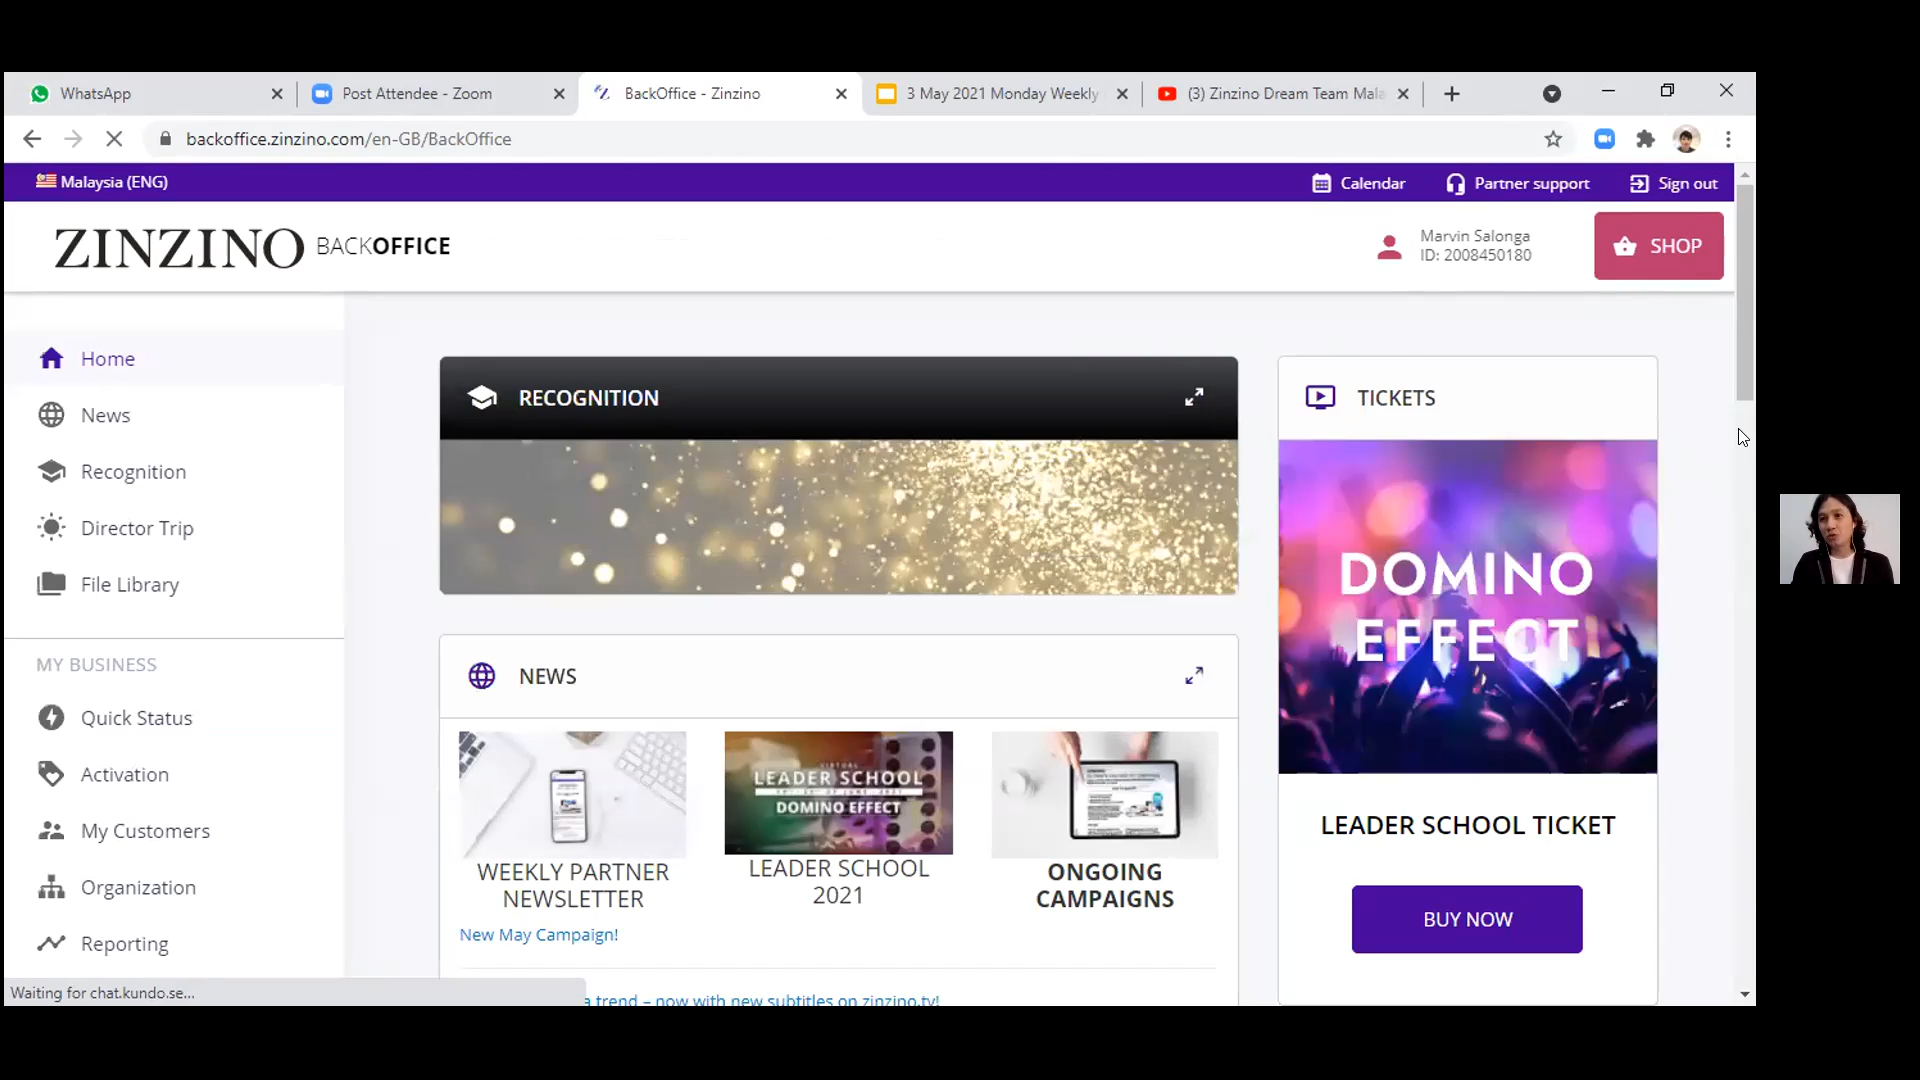 WhatsApp
Post Attendee - Zoom
BackOffice - Zinzino
3 May 2021 Monday Weekly
(3) Zinzino Dream Team Mala
backoffice.zinzino.com/en-GB/BackOffice
Malaysia (ENG)
Calendar
Partner support
Sign out
ZINZINO BACKOFFICE
Marvin Salonga
ID: 2008450180
SHOP
Home
News
Recognition
Director Trip
File Library
MY BUSINESS
Quick Status
Activation
My Customers
Organization
Reporting
RECOGNITION
NEWS
VIRTUAL
LEADER SCHOOL
DOMINO EFFECT
WEEKLY PARTNER
NEWSLETTER
LEADER SCHOOL
2021
ONGOING
CAMPAIGNS
New May Campaign!
a trend – now with new subtitles on zinzino.tv!
TICKETS
DOMINO
EFFECT
LEADER SCHOOL TICKET
BUY NOW
Waiting for chat.kundo.se...